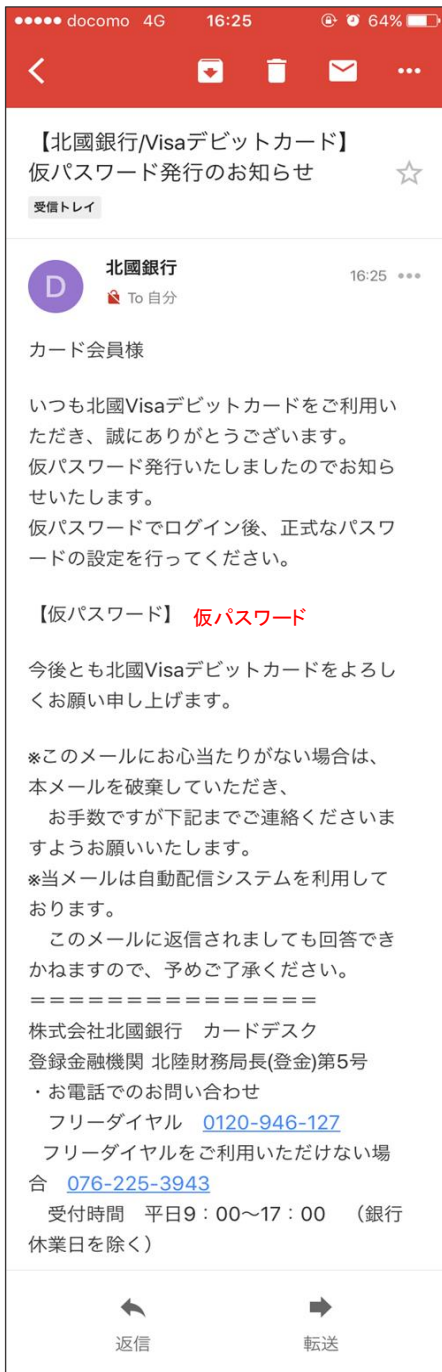 docomo 4G 16:25 64%
【北國銀行/Visaデビットカード】
仮パスワード発行のお知らせ
受信トレイ
D
北國銀行
16:25
To 自分
カード会員様
いつも北國Visaデビットカードをご利用い
ただき、誠にありがとうございます。
仮パスワード発行いたしましたのでお知ら
せいたします。
仮パスワードでログイン後、正式なパスワ
ードの設定を行ってください。
【仮パスワード】 仮パスワード
今後とも北國Visaデビットカードをよろし
くお願い申し上げます。
※このメールにお心当たりがない場合は、
本メールを破棄していただき、
お手数ですが下記までご連絡くださいま
すようお願いいたします。
※当メールは自動配信システムを利用して
おります。
このメールに返信されましても回答でき
かねますので、予めご了承ください。
＝＝＝＝＝＝＝＝＝＝＝＝＝＝＝
株式会社北國銀行 カードデスク
登録金融機関 北陸財務局長(登金)第5号
・お電話でのお問い合わせ
フリーダイヤル 0120-946-127
フリーダイヤルをご利用いただけない場
合 076-225-3943
受付時間 平日9：00〜17：00 （銀行
休業日を除く）
返信 転送